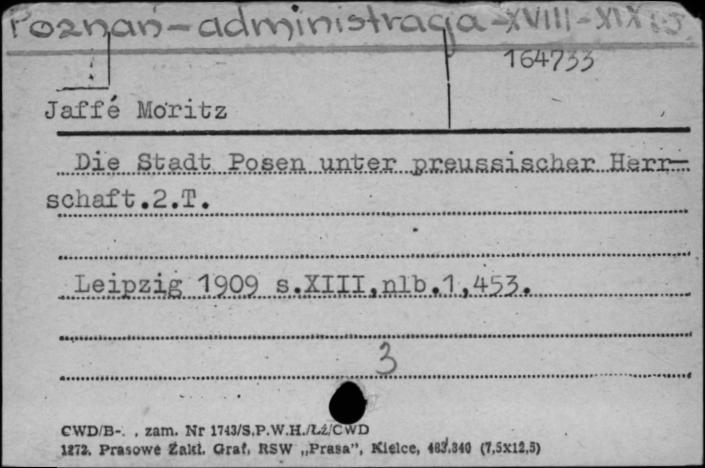 Poznań - administracja - XVIII - XIX
164733
Jaffé Moritz
Die Stadt Posen unter preussischer Herr-
schaft.2.T.
Leipzig 1909 s.XIII,nlb.1,453.
3
CWD/B- . , zam. Nr 1743/S.P.W.H./Łż/CWD
1272. Prasowe Zakł. Graf. RSW „Prasa”, Kielce, 483.840 (7,5x12,5)